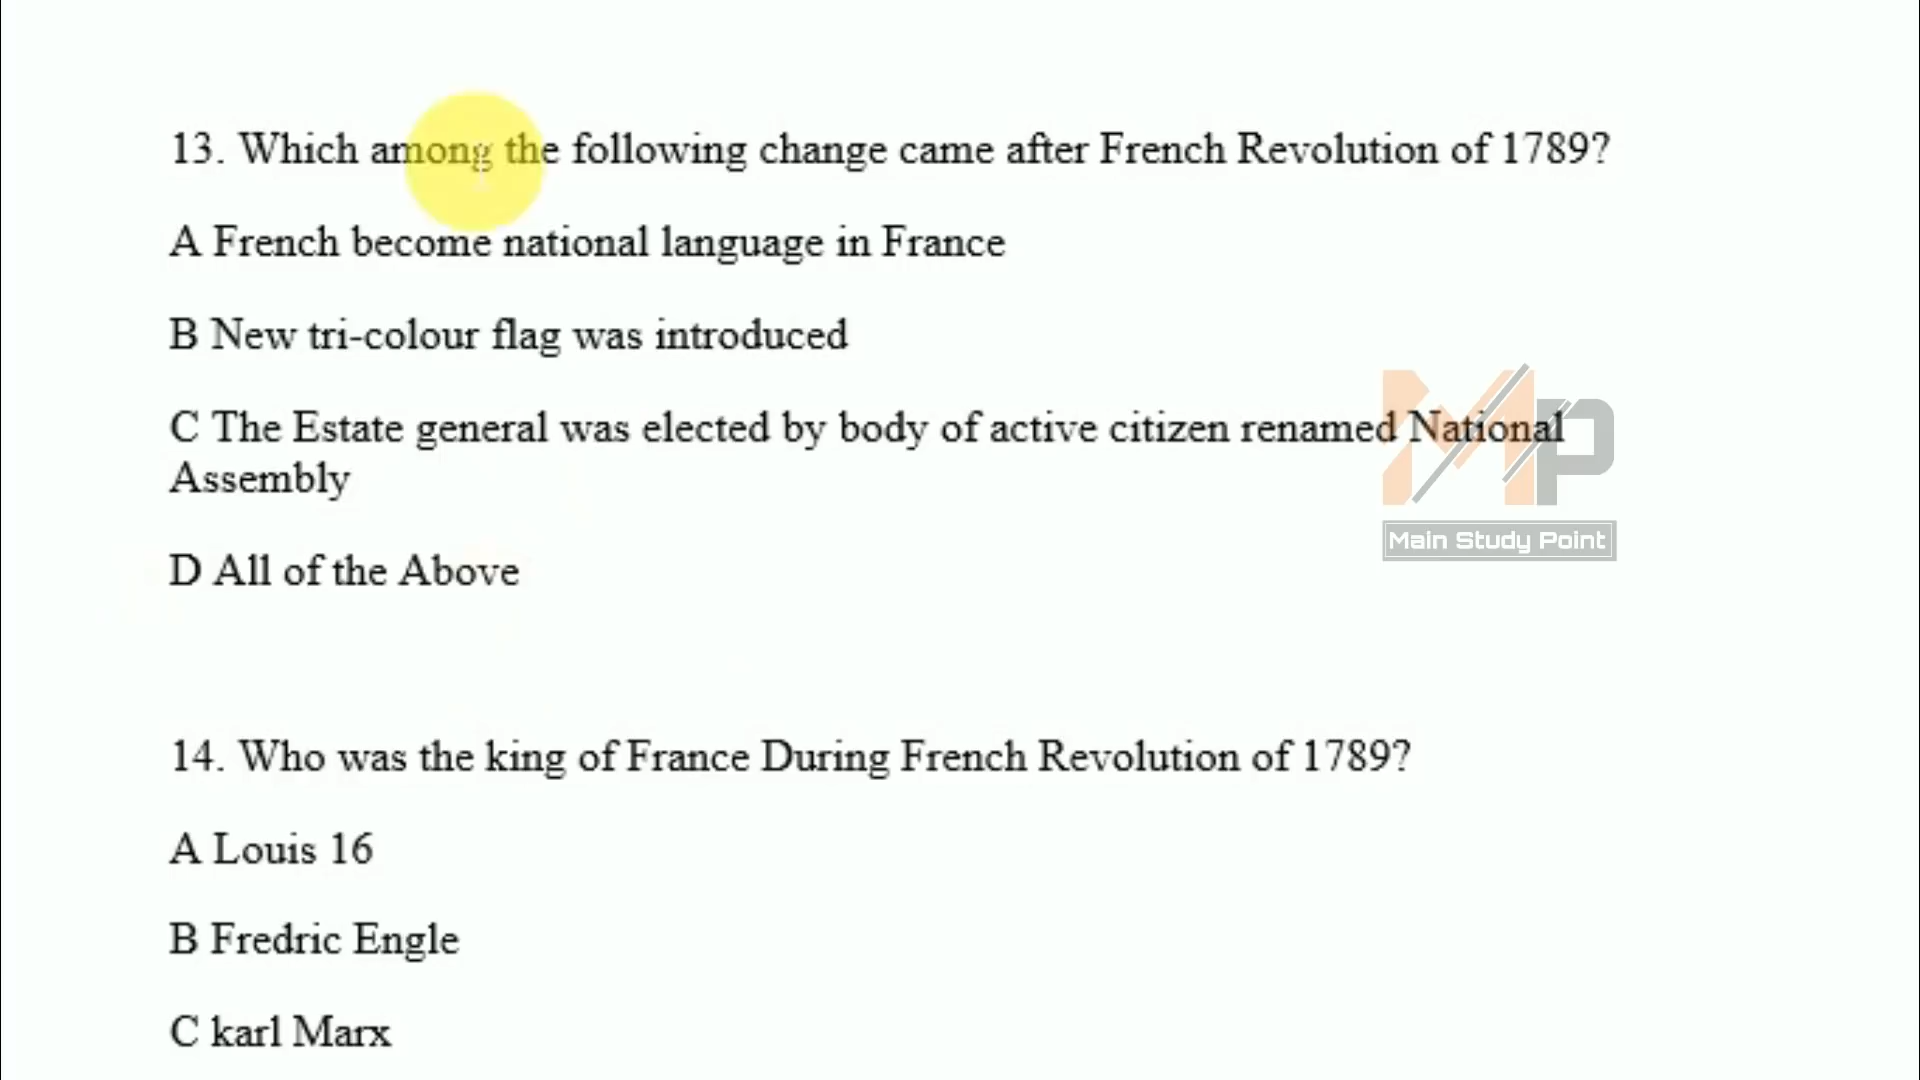 13. Which among the following change came after French Revolution of 1789?
A French become national language in France
B New tri-colour flag was introduced
C The Estate general was elected by body of active citizen renamed National
Assembly
MP
Main Study Point
D All of the Above
14. Who was the king of France During French Revolution of 1789?
A Louis 16
B Fredric Engle
C karl Marx